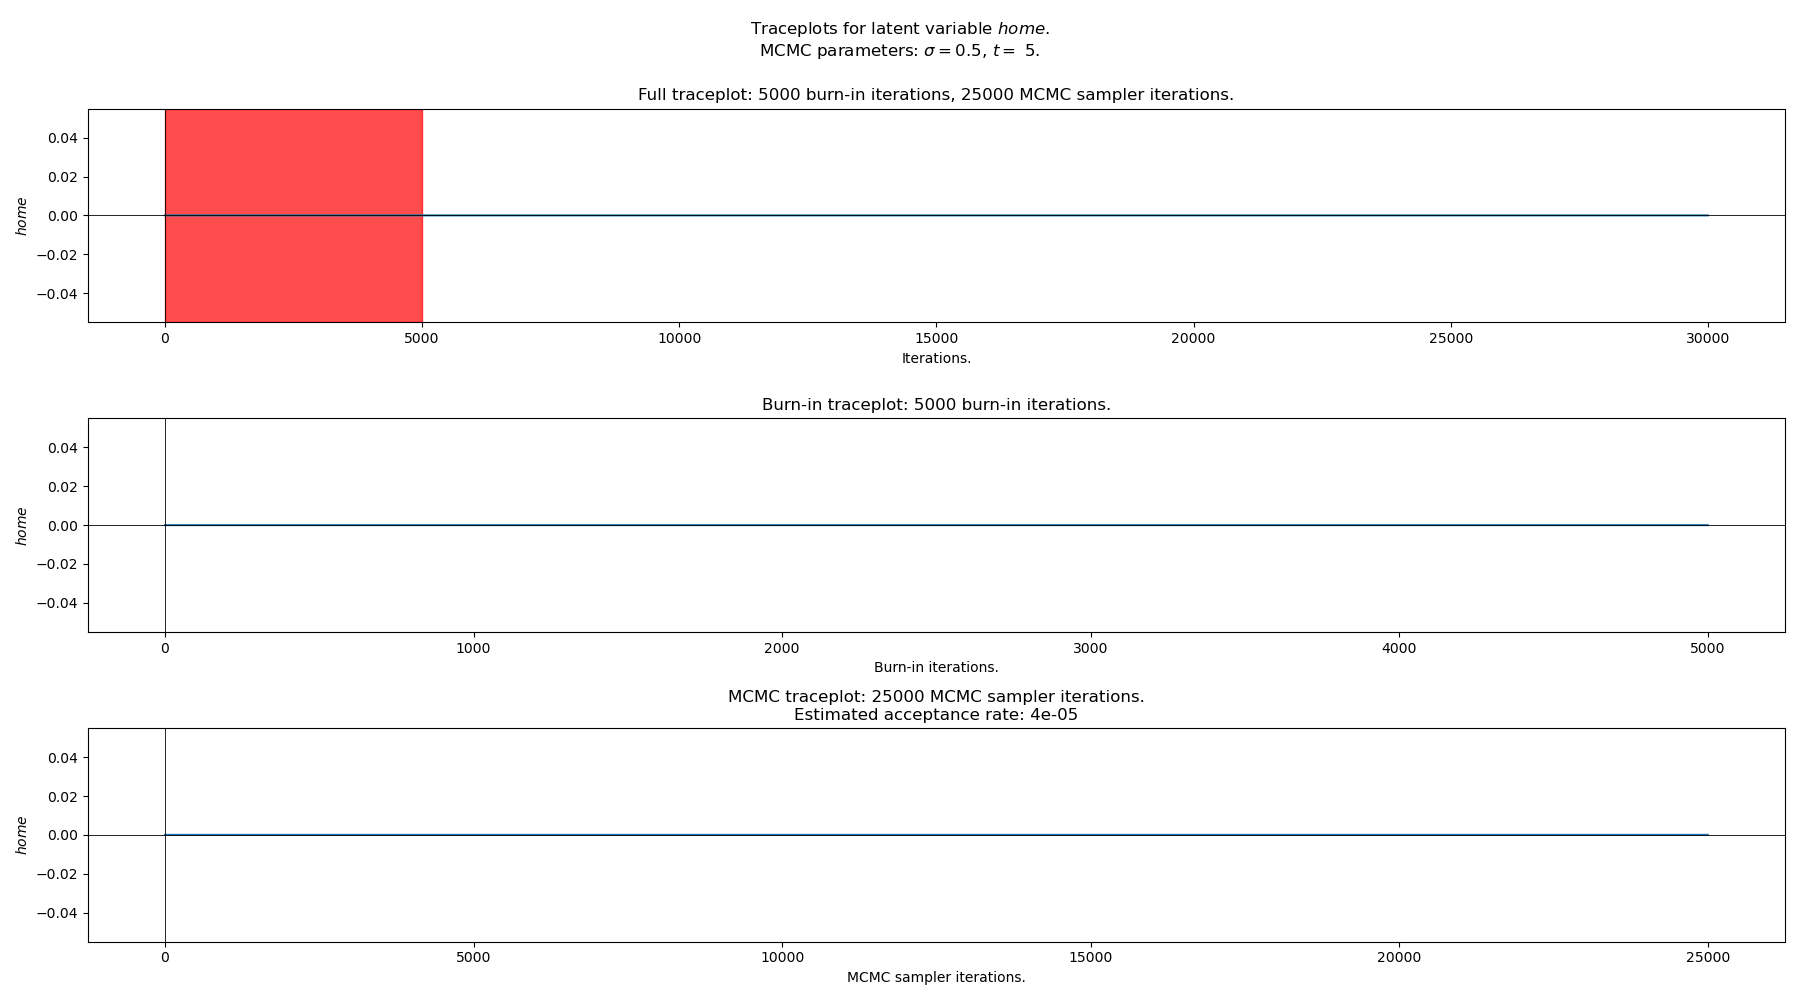 Traceplots for latent variable home.
MCMC parameters: σ = 0.5, t = 5.
Full traceplot: 5000 burn-in iterations, 25000 MCMC sampler iterations.
0.04
0.02
0.00
−0.02
−0.04
home
0 5000 10000 15000 20000 25000 30000
Iterations.
Burn-in traceplot: 5000 burn-in iterations.
0.04
0.02
0.00
−0.02
−0.04
home
0 1000 2000 3000 4000 5000
Burn-in iterations.
MCMC traceplot: 25000 MCMC sampler iterations.
Estimated acceptance rate: 4e-05
0.04
0.02
0.00
−0.02
−0.04
home
0 5000 10000 15000 20000 25000
MCMC sampler iterations.